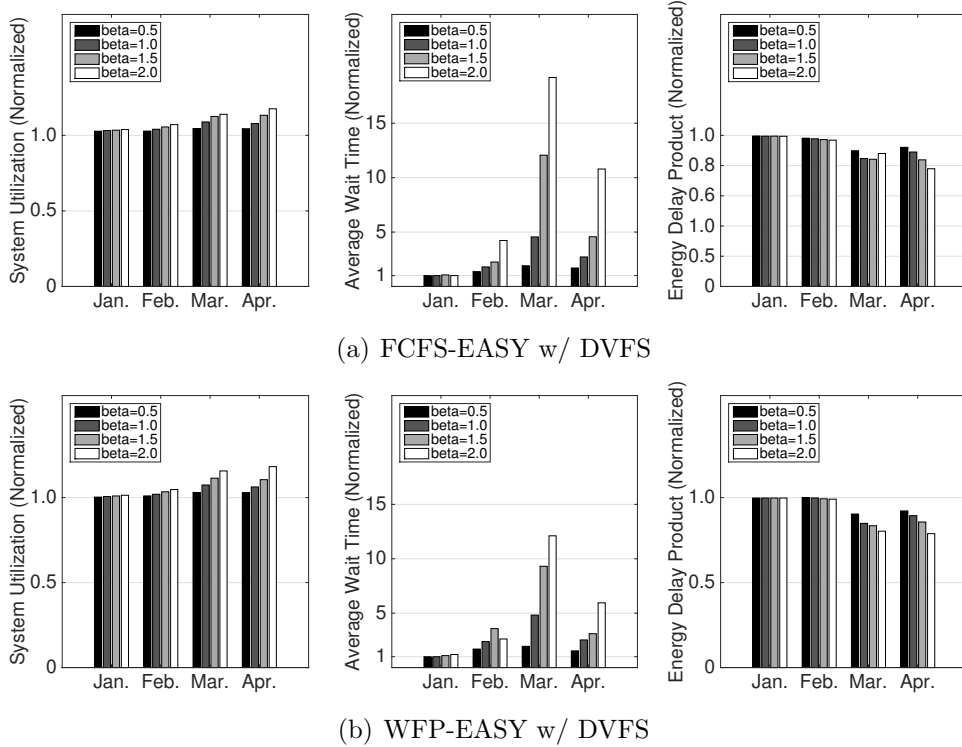 System Utilization (Normalized)
beta=0.5
beta=1.0
beta=1.5
beta=2.0
1.0
0.5
0
Jan. Feb. Mar. Apr.
Average Wait Time (Normalized)
beta=0.5
beta=1.0
beta=1.5
beta=2.0
15
10
5
1
Jan. Feb. Mar. Apr.
Energy Delay Product (Normalized)
beta=0.5
beta=1.0
beta=1.5
beta=2.0
1.0
0.8
0.6
1.0
0.5
0
Jan. Feb. Mar. Apr.
(a) FCFS-EASY w/ DVFS
System Utilization (Normalized)
beta=0.5
beta=1.0
beta=1.5
beta=2.0
1.0
0.5
0
Jan. Feb. Mar. Apr.
Average Wait Time (Normalized)
beta=0.5
beta=1.0
beta=1.5
beta=2.0
15
10
5
1
Jan. Feb. Mar. Apr.
Energy Delay Product (Normalized)
beta=0.5
beta=1.0
beta=1.5
beta=2.0
1.0
0.5
0
Jan. Feb. Mar. Apr.
(b) WFP-EASY w/ DVFS